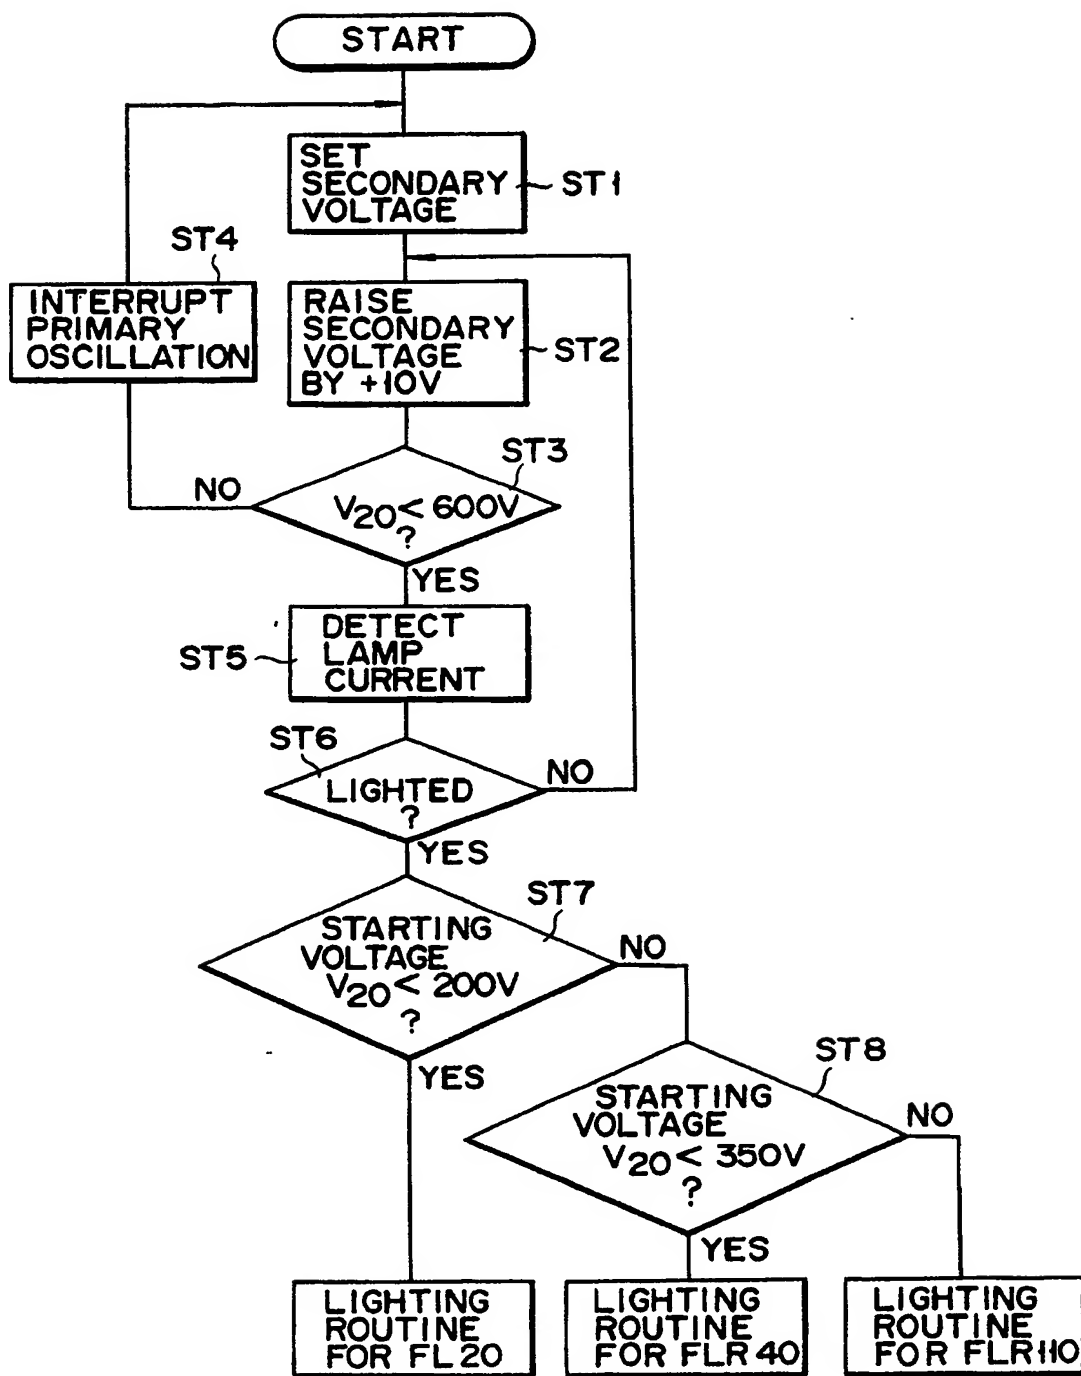 START
SET
SECONDARY
VOLTAGE
ST1
ST4
INTERRUPT
PRIMARY
OSCILLATION
RAISE
SECONDARY
VOLTAGE
BY +10V
ST2
ST3
NO
V20 < 600V
?
YES
DETECT
LAMP
CURRENT
ST5
ST6
LIGHTED
?
NO
YES
ST7
STARTING
VOLTAGE
V20 < 200V
?
NO
YES
ST8
STARTING
VOLTAGE
V20 < 350V
?
NO
YES
LIGHTING
ROUTINE
FOR FL20
LIGHTING
ROUTINE
FOR FLR40
LIGHTING
ROUTINE
FOR FLR110